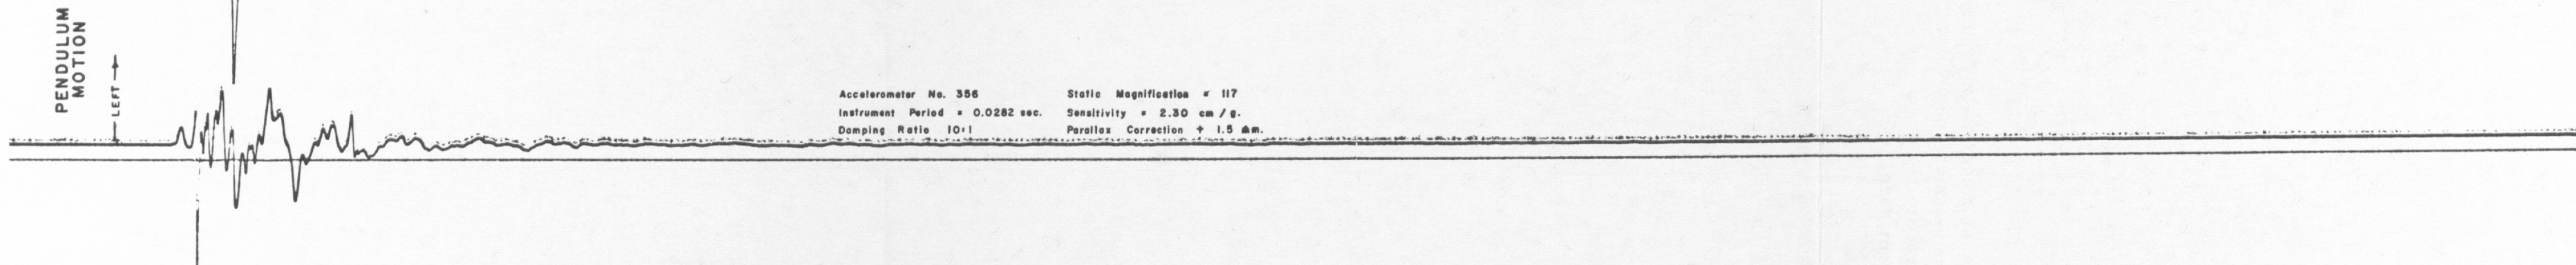 PENDULUM
MOTION
LEFT
Accelerometer No. 356
Instrument Period = 0.0282 sec.
Damping Ratio 10:1
Static Magnification = 117
Sensitivity = 2.30 cm/g.
Parallax Correction + 1.5 mm.